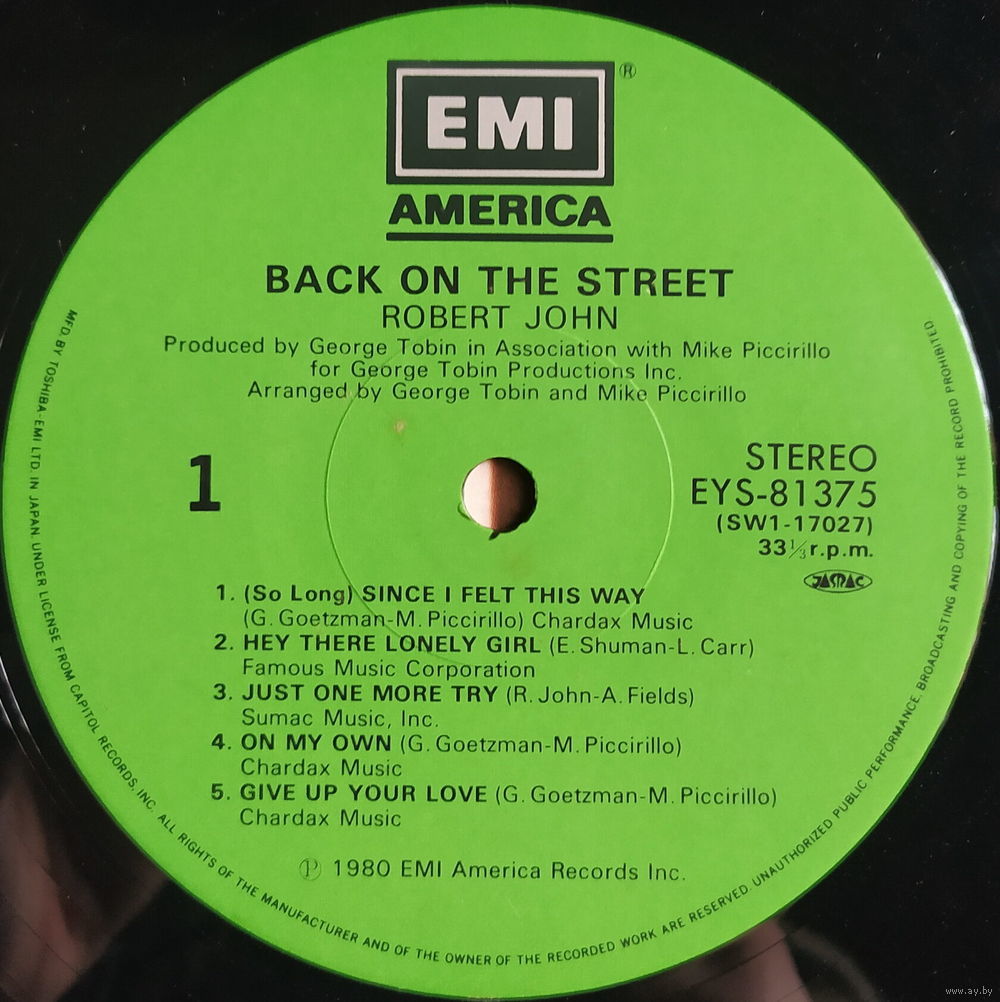 EMI
®
AMERICA
BACK ON THE STREET
ROBERT JOHN
Produced by George Tobin in Association with Mike Piccirillo
for George Tobin Productions Inc.
Arranged by George Tobin and Mike Piccirillo
1
STEREO
EYS-81375
(SW1-17027)
33⅓ r.p.m.
JASRAC
1. (So Long) SINCE I FELT THIS WAY
(G. Goetzman-M. Piccirillo) Chardax Music
2. HEY THERE LONELY GIRL (E. Shuman-L. Carr)
Famous Music Corporation
3. JUST ONE MORE TRY (R. John-A. Fields)
Sumac Music, Inc.
4. ON MY OWN (G. Goetzman-M. Piccirillo)
Chardax Music
5. GIVE UP YOUR LOVE (G. Goetzman-M. Piccirillo)
Chardax Music
℗ 1980 EMI America Records Inc.
MFD. BY TOSHIBA-EMI LTD. IN JAPAN. UNDER LICENSE FROM CAPITOL RECORDS, INC. ALL RIGHTS OF THE MANUFACTURER AND OF THE OWNER OF THE RECORDED WORK ARE RESERVED. UNAUTHORIZED PUBLIC PERFORMANCE, BROADCASTING AND COPYING OF THE RECORD PROHIBITED
www.ay.by